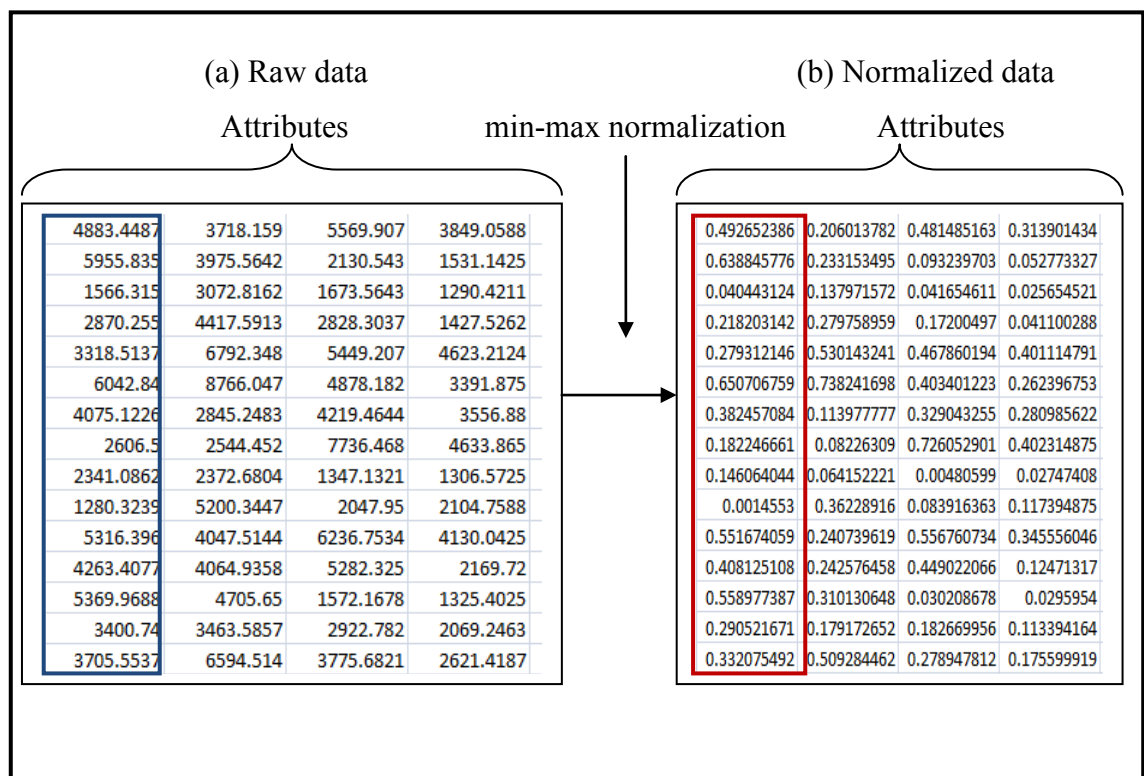 (a) Raw data
(b) Normalized data
Attributes
min-max normalization
Attributes
4883.4487 3718.159 5569.907 3849.0588
5955.835 3975.5642 2130.543 1531.1425
1566.315 3072.8162 1673.5643 1290.4211
2870.255 4417.5913 2828.3037 1427.5262
3318.5137 6792.348 5449.207 4623.2124
6042.84 8766.047 4878.182 3391.875
4075.1226 2845.2483 4219.4644 3556.88
2606.5 2544.452 7736.468 4633.865
2341.0862 2372.6804 1347.1321 1306.5725
1280.3239 5200.3447 2047.95 2104.7588
5316.396 4047.5144 6236.7534 4130.0425
4263.4077 4064.9358 5282.325 2169.72
5369.9688 4705.65 1572.1678 1325.4025
3400.74 3463.5857 2922.782 2069.2463
3705.5537 6594.514 3775.6821 2621.4187
0.492652386 0.206013782 0.481485163 0.313901434
0.638845776 0.233153495 0.093239703 0.052773327
0.040443124 0.137971572 0.041654611 0.025654521
0.218203142 0.279758959 0.17200497 0.041100288
0.279312146 0.530143241 0.467860194 0.401114791
0.650706759 0.738241698 0.403401223 0.262396753
0.382457084 0.113977777 0.329043255 0.280985622
0.182246661 0.08226309 0.726052901 0.402314875
0.146064044 0.064152221 0.00480599 0.02747408
0.0014553 0.36228916 0.083916363 0.117394875
0.551674059 0.240739619 0.556760734 0.345556046
0.408125108 0.242576458 0.449022066 0.12471317
0.558977387 0.310130648 0.030208678 0.0295954
0.290521671 0.179172652 0.182669956 0.113394164
0.332075492 0.509284462 0.278947812 0.175599919